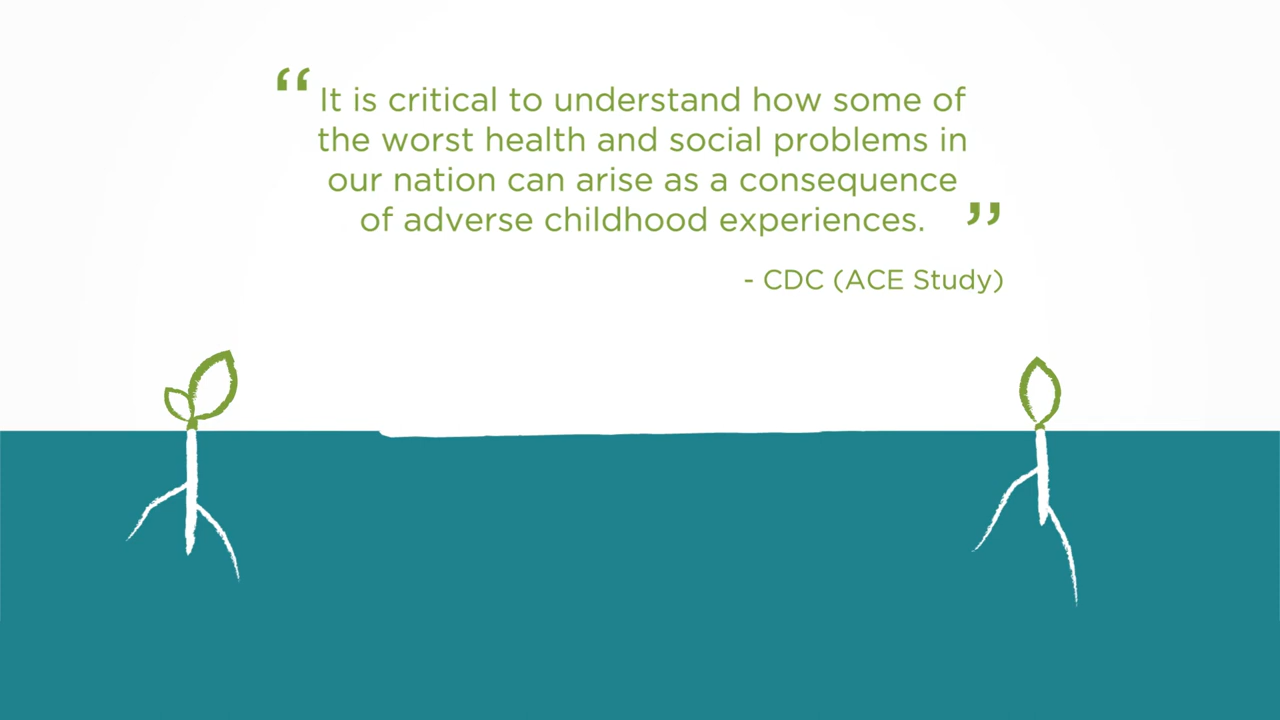 “It is critical to understand how some of
the worst health and social problems in
our nation can arise as a consequence
of adverse childhood experiences.”
- CDC (ACE Study)